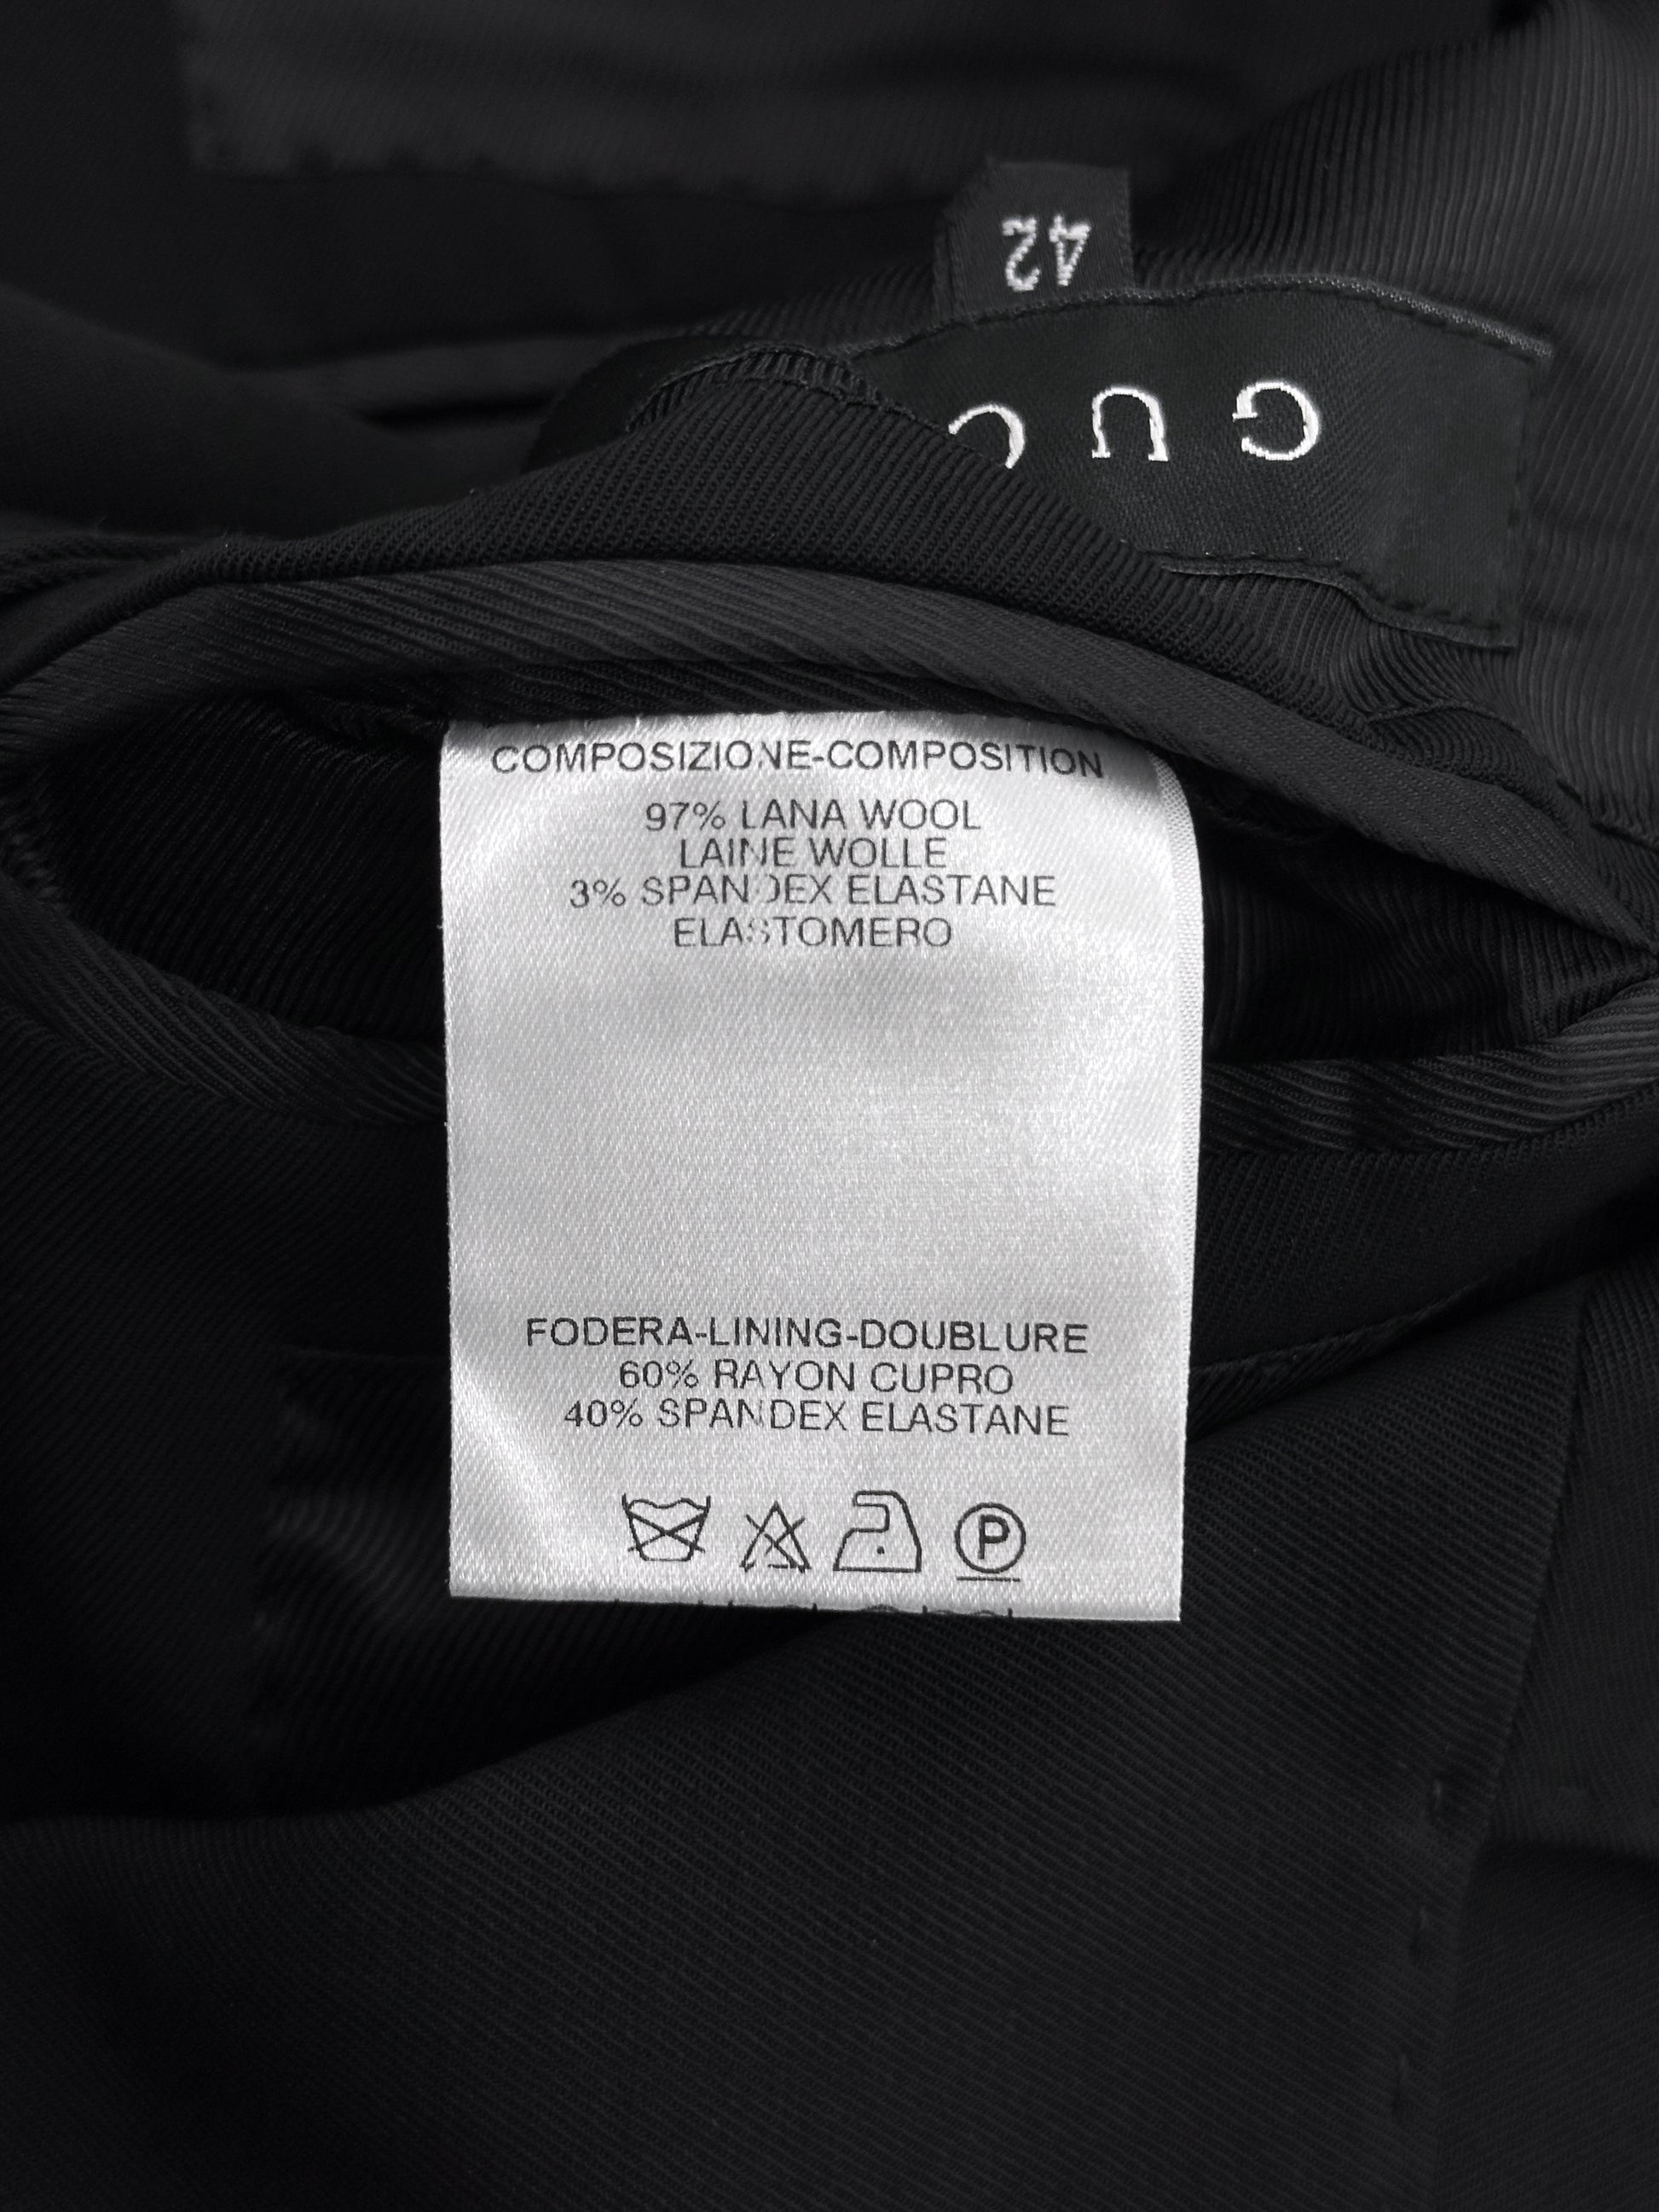 42
GUC
COMPOSIZIONE-COMPOSITION
97% LANA WOOL
LAINE WOLLE
3% SPANDEX ELASTANE
ELASTOMERO
FODERA-LINING-DOUBLURE
60% RAYON CUPRO
40% SPANDEX ELASTANE
P